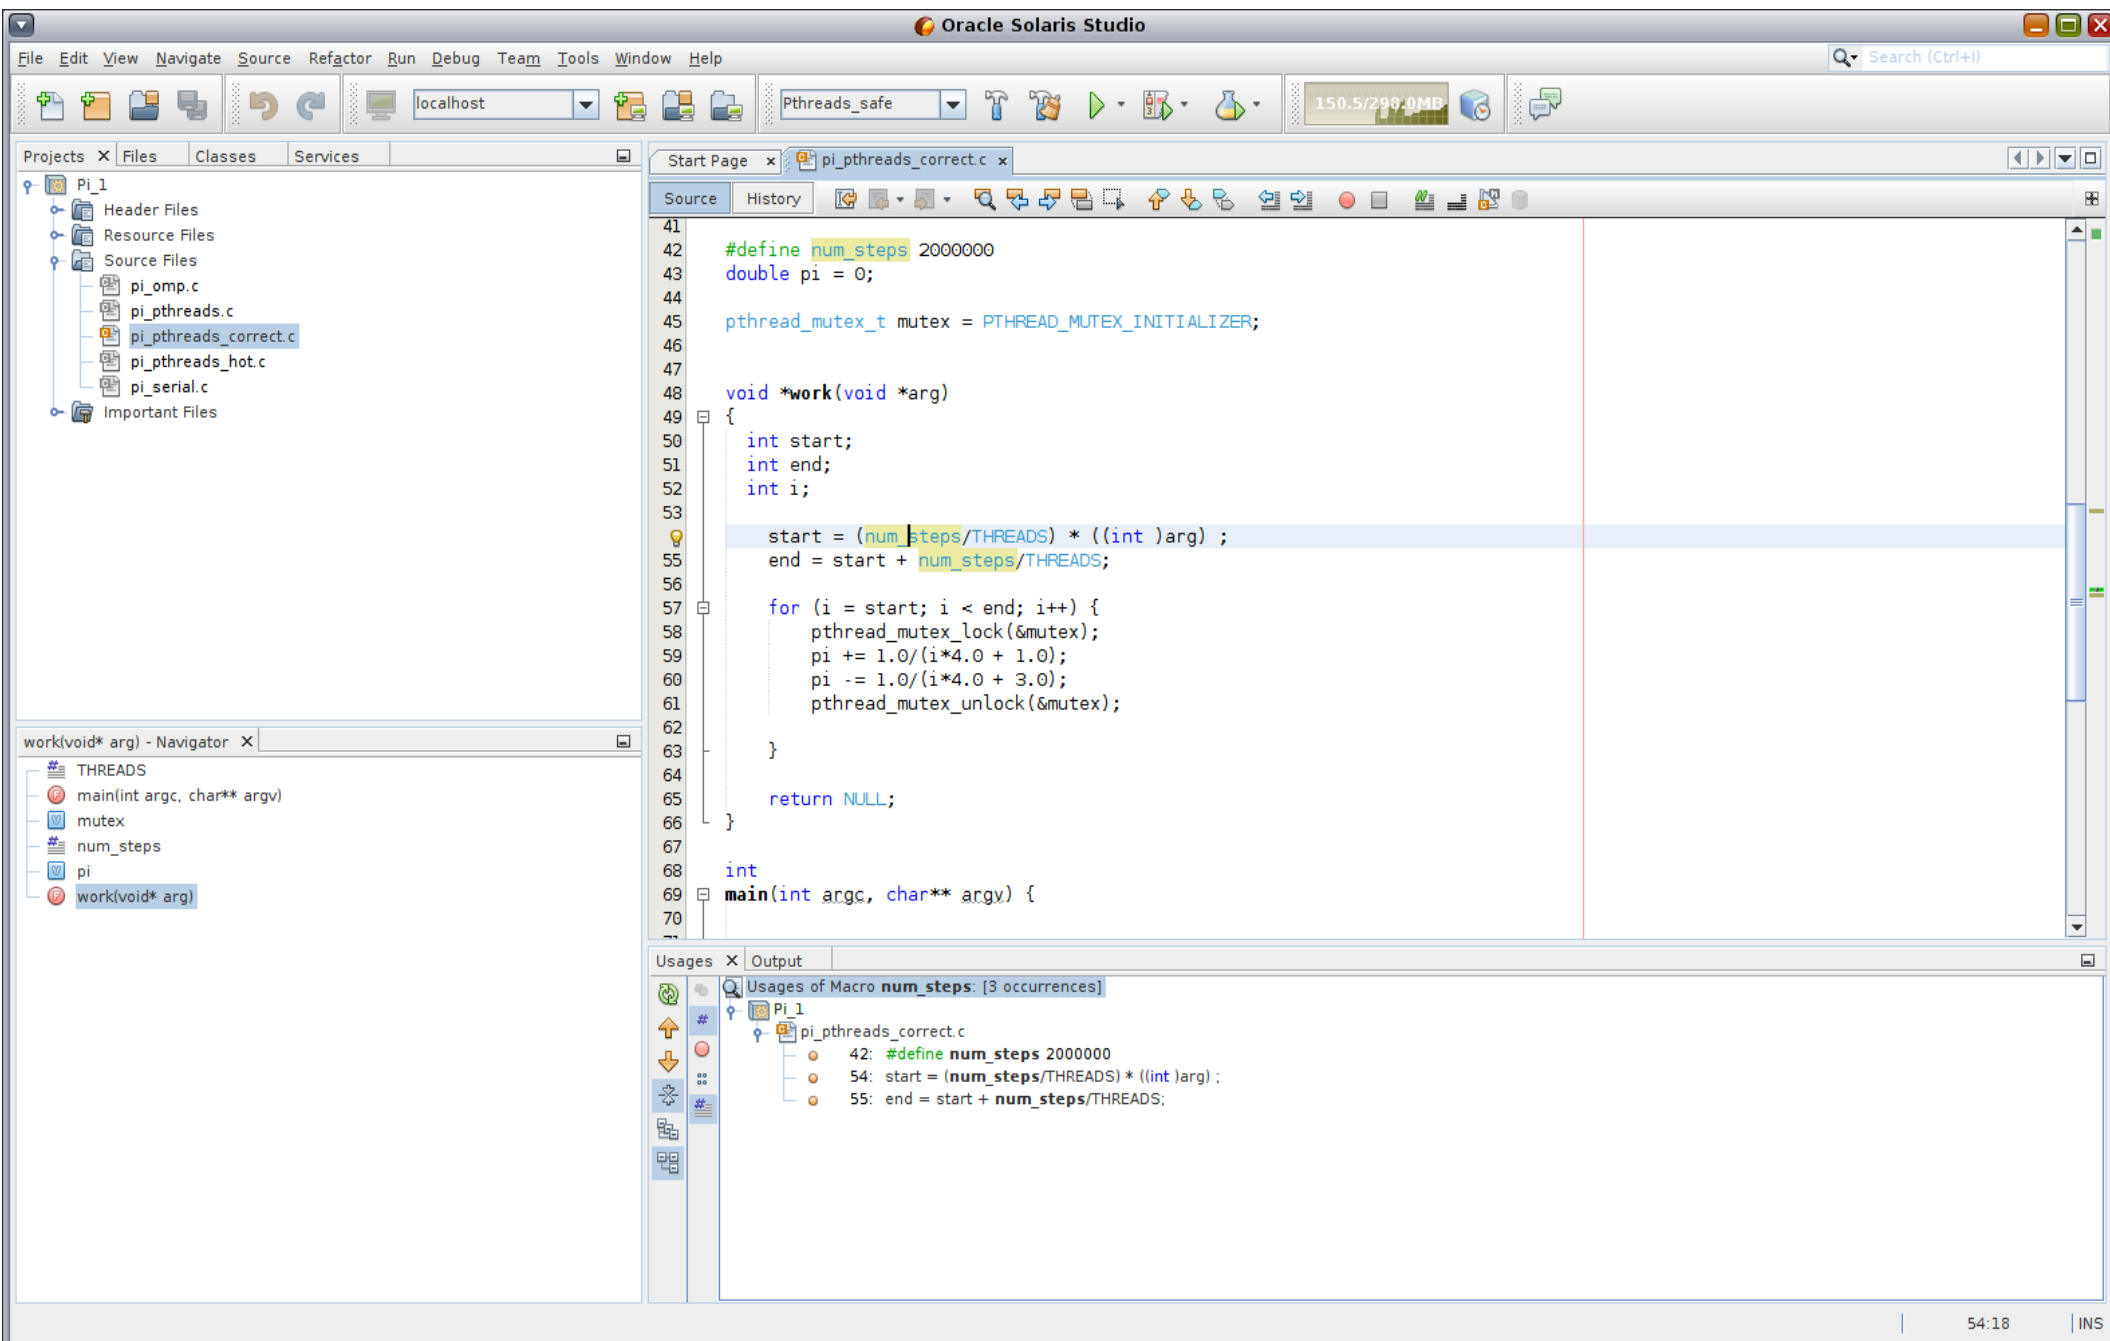 Oracle Solaris Studio
File Edit View Navigate Source Refactor Run Debug Team Tools Window Help
Search (Ctrl+I)
localhost
Pthreads_safe
150.5/298.0MB
Projects Files Classes Services
Pi_1
Header Files
Resource Files
Source Files
pi_omp.c
pi_pthreads.c
pi_pthreads_correct.c
pi_pthreads_hot.c
pi_serial.c
Important Files
work(void* arg) - Navigator
THREADS
main(int argc, char** argv)
mutex
num_steps
pi
work(void* arg)
Start Page pi_pthreads_correct.c
Source History
41
42 #define num_steps 2000000
43 double pi = 0;
44
45 pthread_mutex_t mutex = PTHREAD_MUTEX_INITIALIZER;
46
47
48 void *work(void *arg)
49 {
50 int start;
51 int end;
52 int i;
53
start = (num_steps/THREADS) * ((int )arg) ;
55 end = start + num_steps/THREADS;
56
57 for (i = start; i < end; i++) {
58 pthread_mutex_lock(&mutex);
59 pi += 1.0/(i*4.0 + 1.0);
60 pi -= 1.0/(i*4.0 + 3.0);
61 pthread_mutex_unlock(&mutex);
62
63 }
64
65 return NULL;
66 }
67
68 int
69 main(int argc, char** argv) {
70
Usages Output
Usages of Macro num_steps: [3 occurrences]
Pi_1
pi_pthreads_correct.c
42: #define num_steps 2000000
54: start = (num_steps/THREADS) * ((int )arg) ;
55: end = start + num_steps/THREADS;
54:18 INS